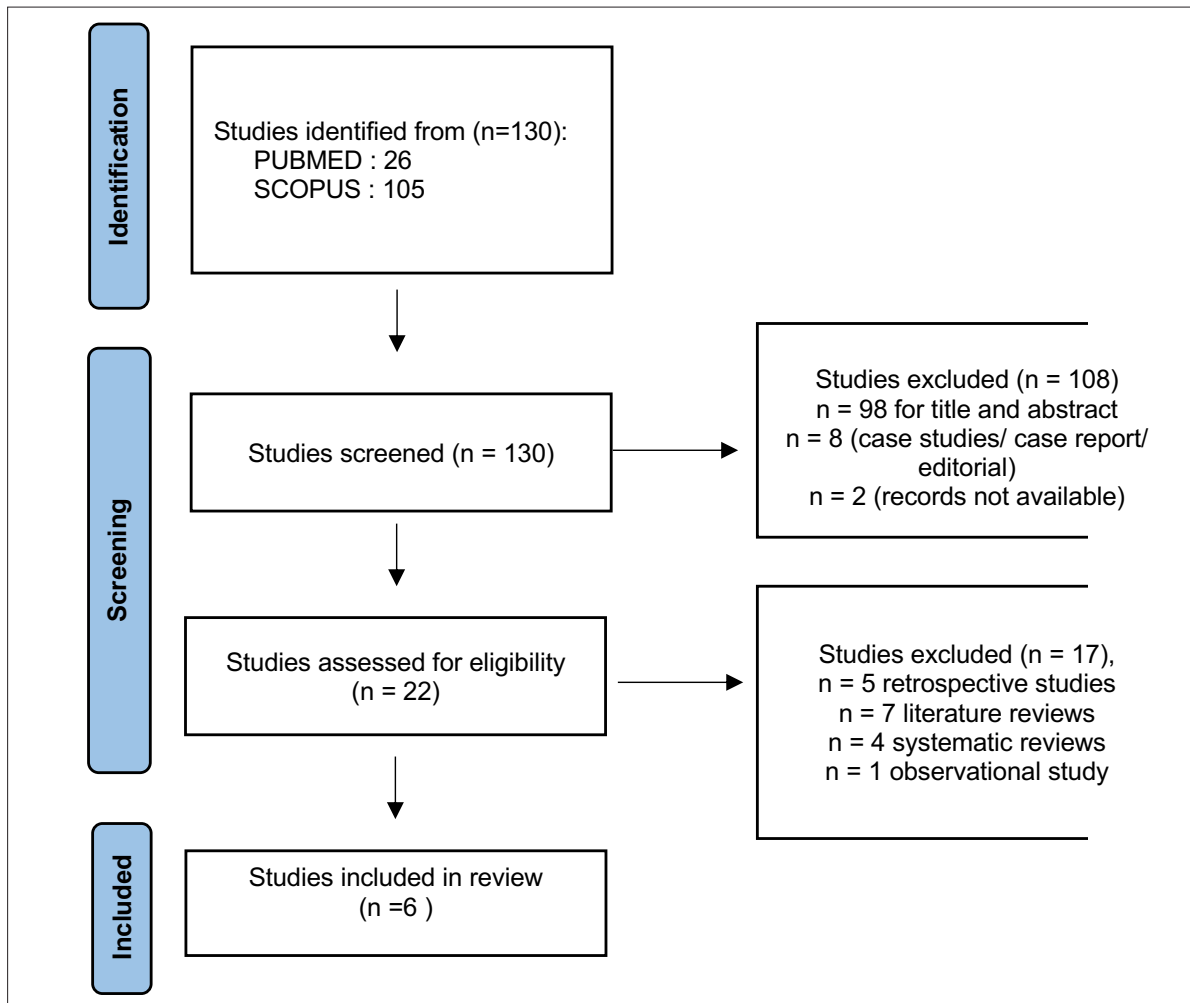 Identification
Studies identified from (n=130):
PUBMED : 26
SCOPUS : 105
Screening
Studies screened (n = 130)
Studies excluded (n = 108)
n = 98 for title and abstract
n = 8 (case studies/ case report/
editorial)
n = 2 (records not available)
Studies assessed for eligibility
(n = 22)
Studies excluded (n = 17),
n = 5 retrospective studies
n = 7 literature reviews
n = 4 systematic reviews
n = 1 observational study
Included
Studies included in review
(n =6 )